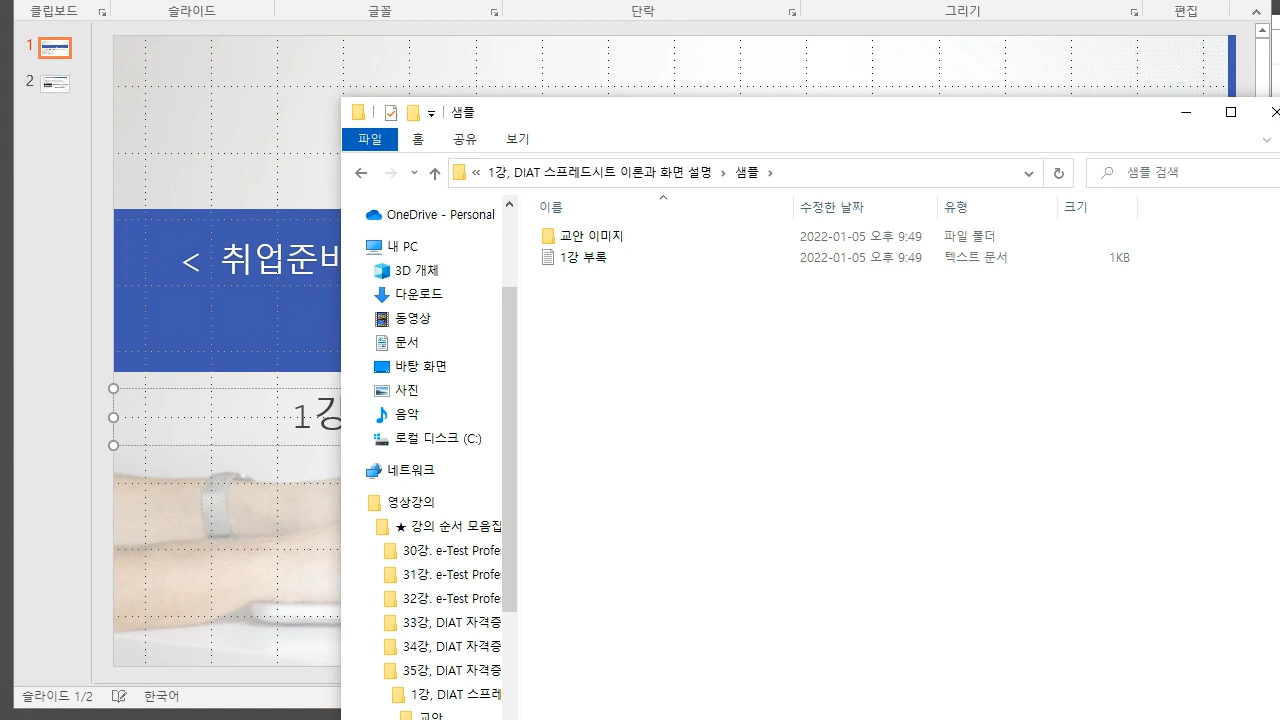 클립보드 슬라이드 글꼴 단락 그리기 편집
1
2
< 취업준비
1강
샘플
파일 홈 공유 보기
« 1강, DIAT 스프레드시트 이론과 화면 설명 › 샘플 ›
샘플 검색
OneDrive - Personal
내 PC
3D 개체
다운로드
동영상
문서
바탕 화면
사진
음악
로컬 디스크 (C:)
네트워크
영상강의
★ 강의 순서 모음집
30강. e-Test Profe
31강. e-Test Profe
32강. e-Test Profe
33강, DIAT 자격증
34강, DIAT 자격증
35강, DIAT 자격증
1강, DIAT 스프레
교안
이름 수정한 날짜 유형 크기
교안 이미지 2022-01-05 오후 9:49 파일 폴더
1강 부록 2022-01-05 오후 9:49 텍스트 문서 1KB
슬라이드 1/2 한국어